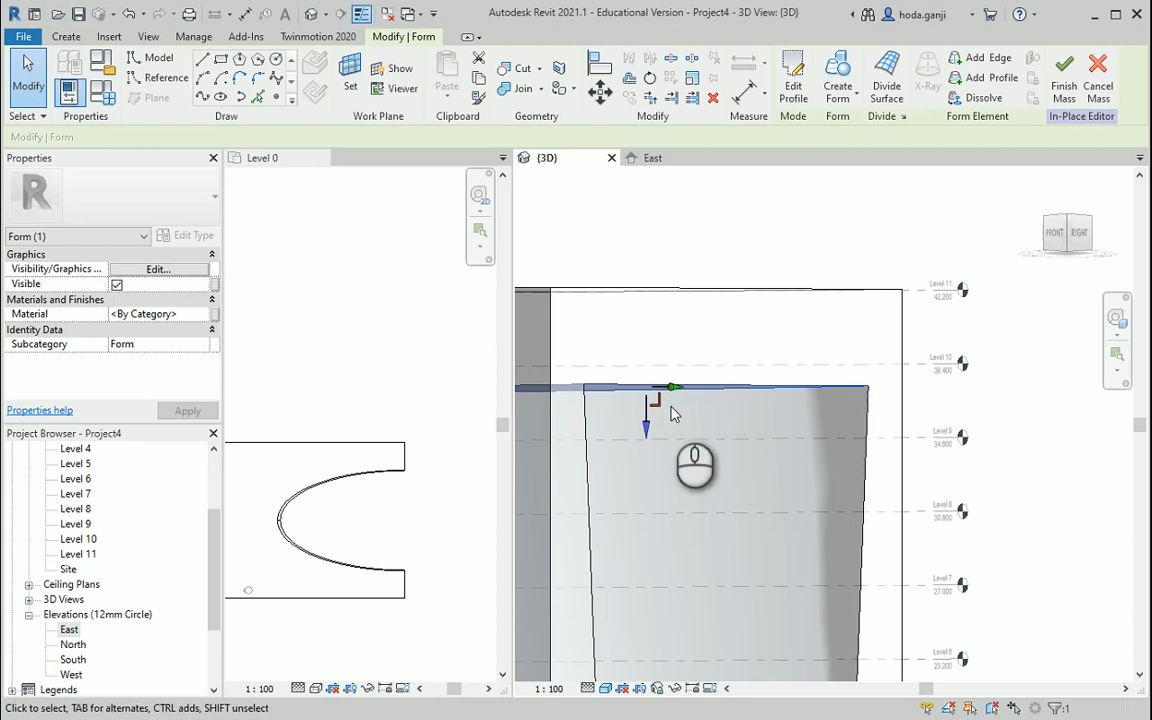 Autodesk Revit 2021.1 - Educational Version - Project4 - 3D View: {3D}
hoda.ganji
File
Create
Insert
View
Manage
Add-Ins
Twinmotion 2020
Modify | Form
Modify
Model
Reference
Plane
Set
Show
Viewer
Paste
Cut
Join
Edit
Profile
Create
Form
Divide
Surface
X-Ray
Add Edge
Add Profile
Dissolve
Finish
Mass
Cancel
Mass
Select
Properties
Draw
Work Plane
Clipboard
Geometry
Modify
Measure
Mode
Form
Divide
Form Element
In-Place Editor
Modify | Form
Properties
Form (1)
Edit Type
Graphics
Visibility/Graphics ...
Edit...
Visible
Materials and Finishes
Material
<By Category>
Identity Data
Subcategory
Form
Properties help
Apply
Project Browser - Project4
Level 4
Level 5
Level 6
Level 7
Level 8
Level 9
Level 10
Level 11
Site
Ceiling Plans
3D Views
Elevations (12mm Circle)
East
North
South
West
Legends
Level 0
{3D}
East
2D
FRONT
RIGHT
Level 11
42.200
Level 10
38.400
Level 9
34.600
Level 8
30.800
Level 7
27.000
Level 6
23.200
1 : 100
1 : 100
Click to select, TAB for alternates, CTRL adds, SHIFT unselect
:1